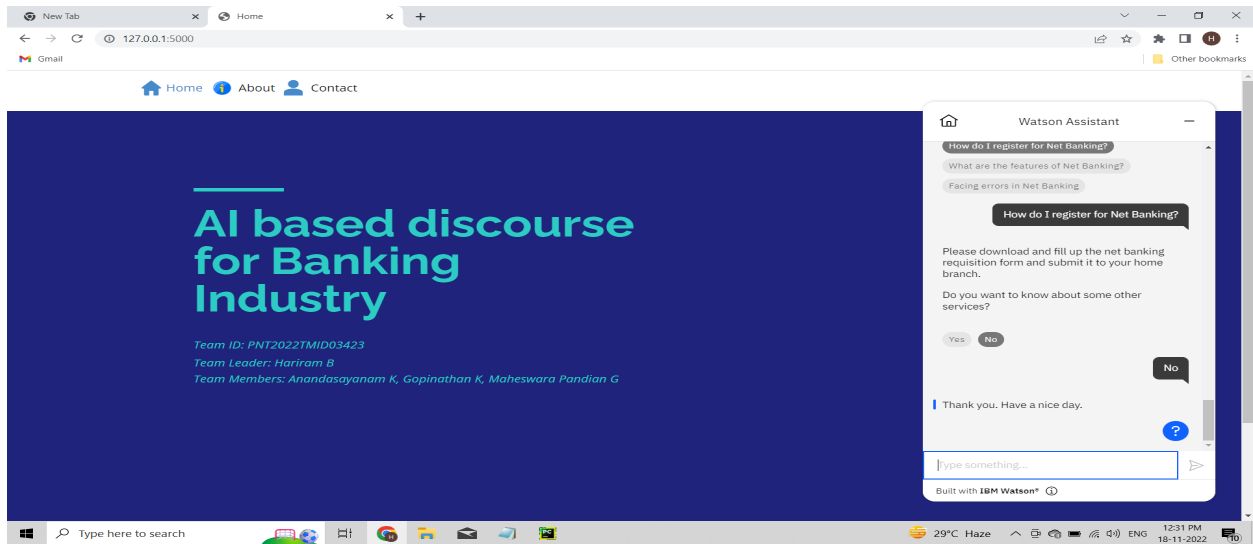 New Tab
Home
127.0.0.1:5000
H
Gmail
Other bookmarks
Home
About
Contact
AI based discourse
for Banking
Industry
Team ID: PNT2022TMID03423
Team Leader: Hariram B
Team Members: Anandasayanam K, Gopinathan K, Maheswara Pandian G
Watson Assistant
How do I register for Net Banking?
What are the features of Net Banking?
Facing errors in Net Banking
How do I register for Net Banking?
Please download and fill up the net banking
requisition form and submit it to your home
branch.
Do you want to know about some other
services?
Yes No
No
Thank you. Have a nice day.
?
Type something...
Built with IBM Watson®
Type here to search
PC
29°C Haze
ENG
12:31 PM
18-11-2022
10